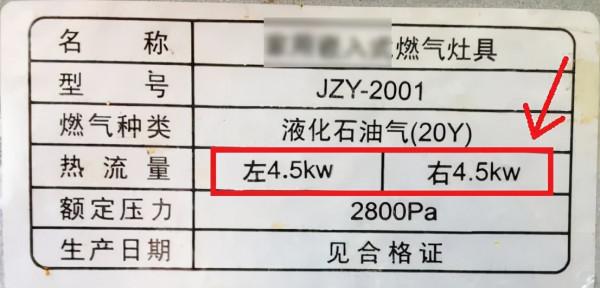 名称 燃气灶具
型号 JZY-2001
燃气种类 液化石油气(20Y)
热流量 左4.5kw 右4.5kw
额定压力 2800Pa
生产日期 见合格证